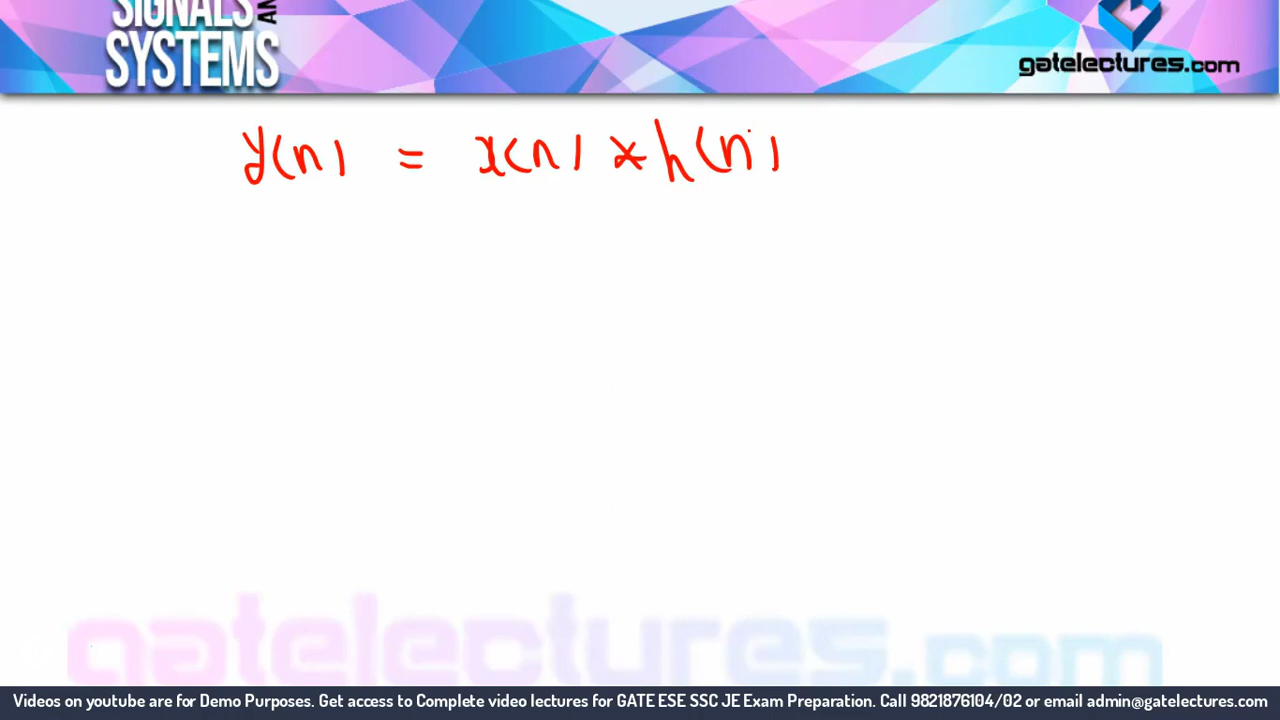 SIGNALS AN
SYSTEMS
gatelectures.com
y(n) = x(n) * h(n)
gatelectures.com
Videos on youtube are for Demo Purposes. Get access to Complete video lectures for GATE ESE SSC JE Exam Preparation. Call 9821876104/02 or email admin@gatelectures.com